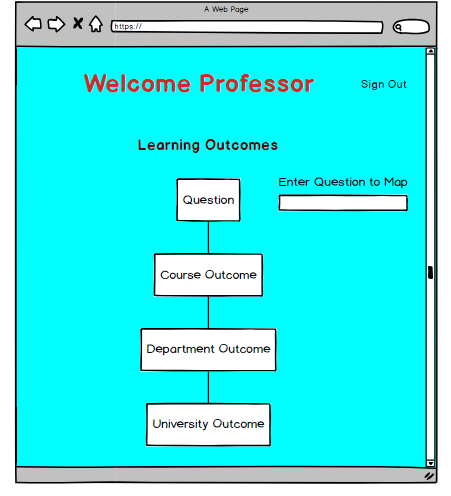 A Web Page
https://
Welcome Professor
Sign Out
Learning Outcomes
Enter Question to Map
Question
Course Outcome
Department Outcome
University Outcome